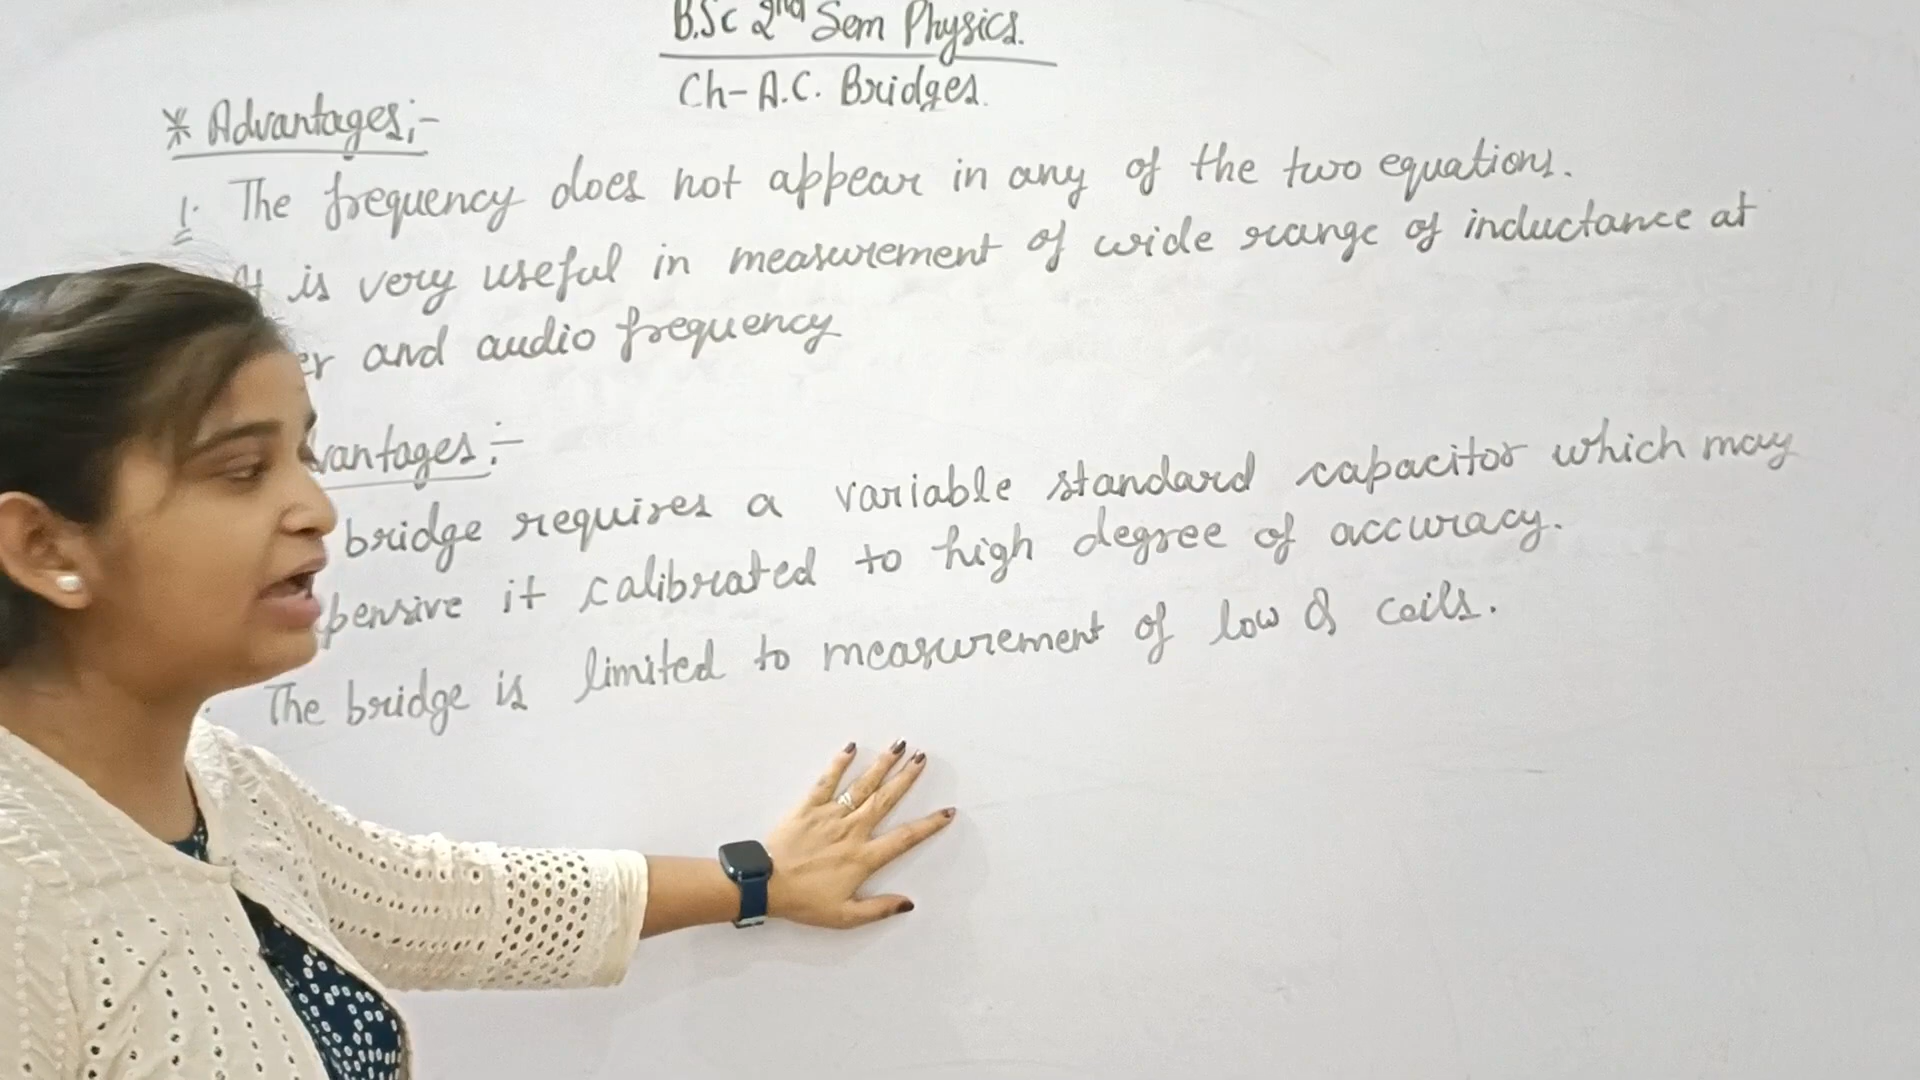 B.Sc 2nd Sem Physics.
Ch- A.C. Bridges.
* Advantages;-
1. The frequency does not appear in any of the two equations.
is very useful in measurement of wide range of inductance at
and audio frequency
vantages:-
bridge requires a variable standard capacitor which may
pensive it calibrated to high degree of accuracy.
The bridge is limited to measurement of low Q coils.